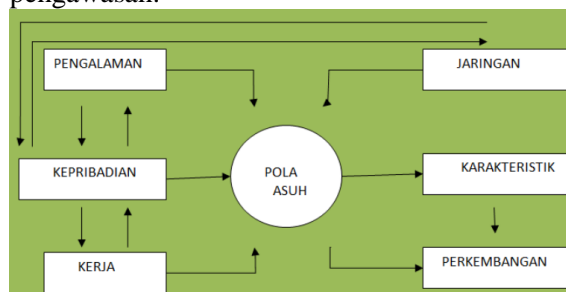 pengawasan.
PENGALAMAN
JARINGAN
KEPRIBADIAN
POLA
ASUH
KARAKTERISTIK
KERJA
PERKEMBANGAN